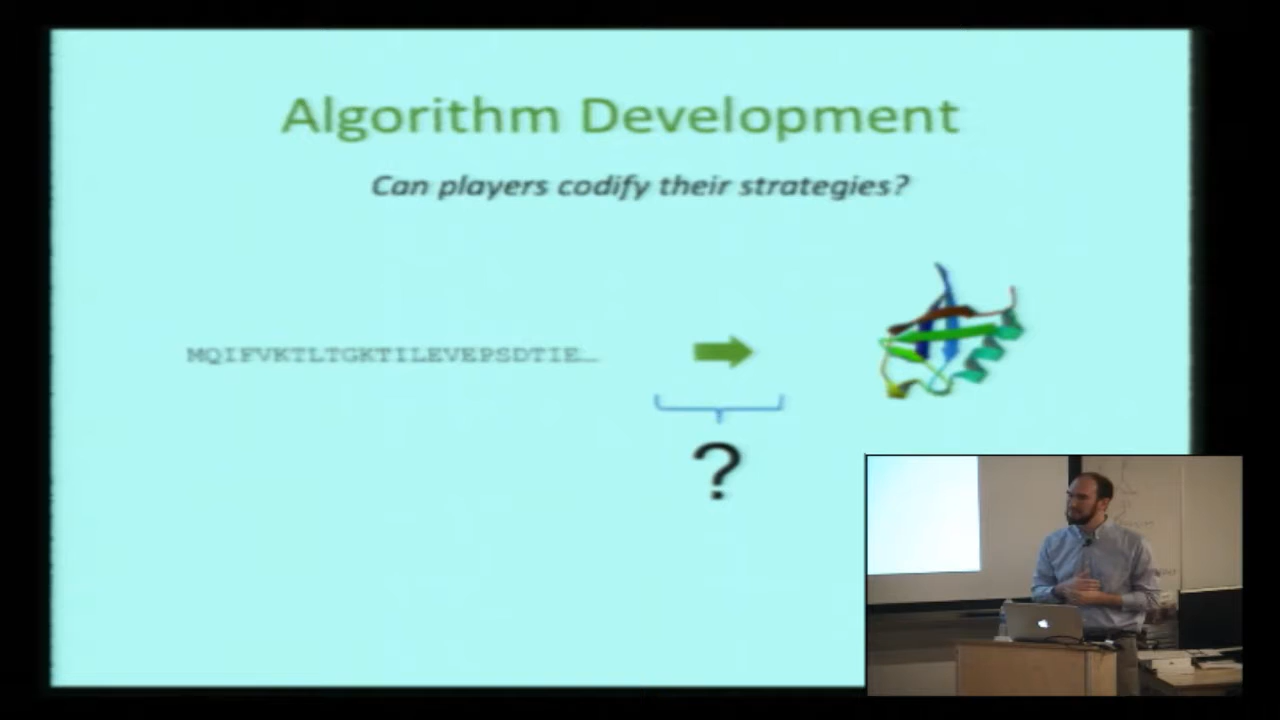 Algorithm Development
Can players codify their strategies?
MQIFVKTLTGKTILEVEPSDTIE…
?